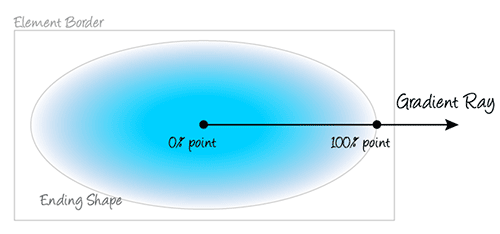 Element Border
Gradient Ray
0% point
100% point
Ending Shape